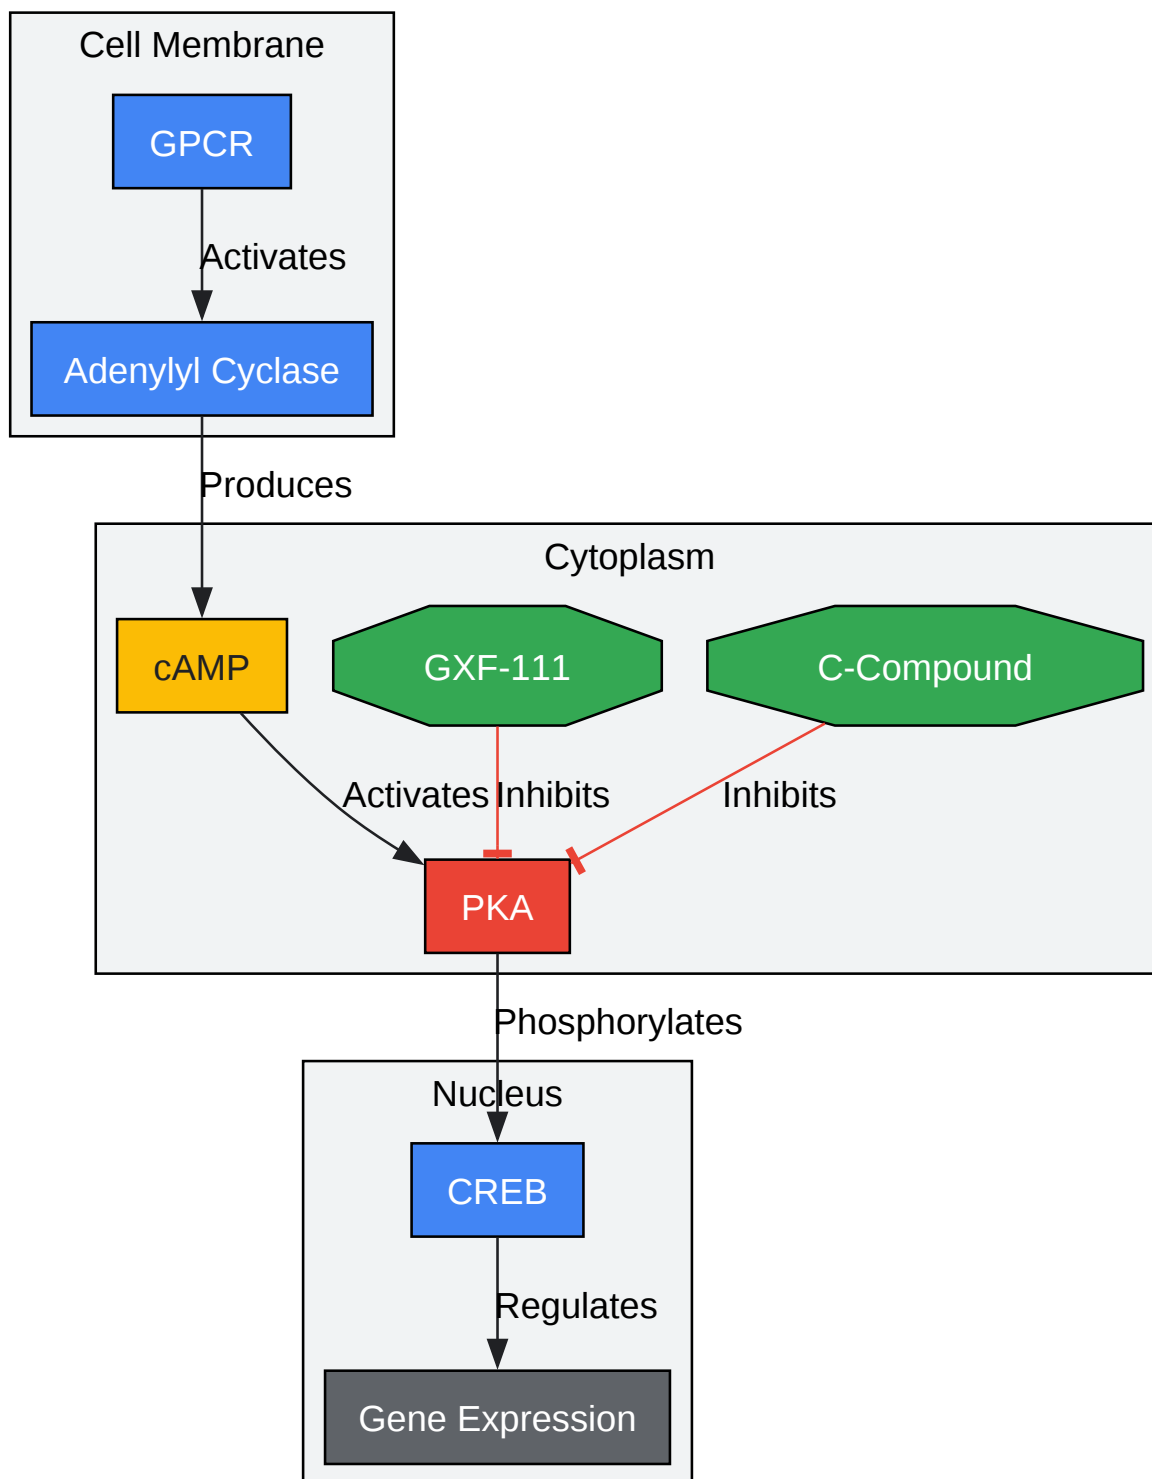 Cell Membrane
GPCR
Activates
Adenylyl Cyclase
Produces
Cytoplasm
cAMP
GXF-111
C-Compound
Activates
Inhibits
Inhibits
PKA
Phosphorylates
Nucleus
CREB
Regulates
Gene Expression